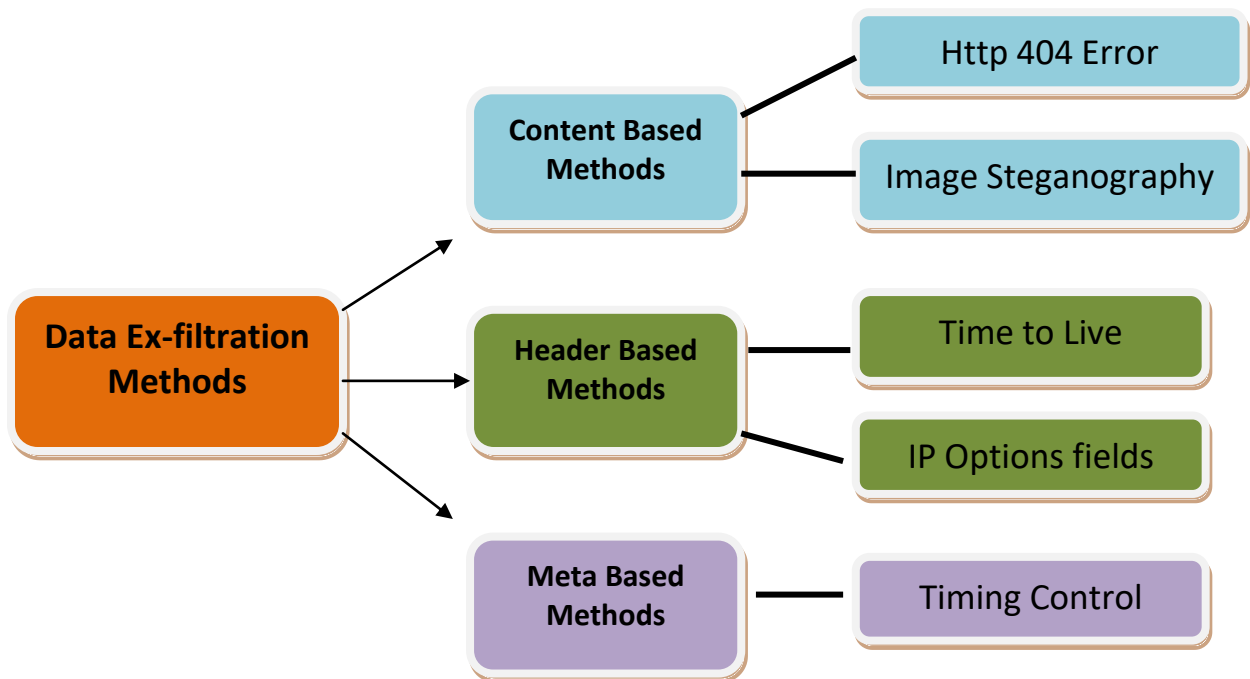 Data Ex-filtration
Methods
Content Based
Methods
Http 404 Error
Image Steganography
Header Based
Methods
Time to Live
IP Options fields
Meta Based
Methods
Timing Control